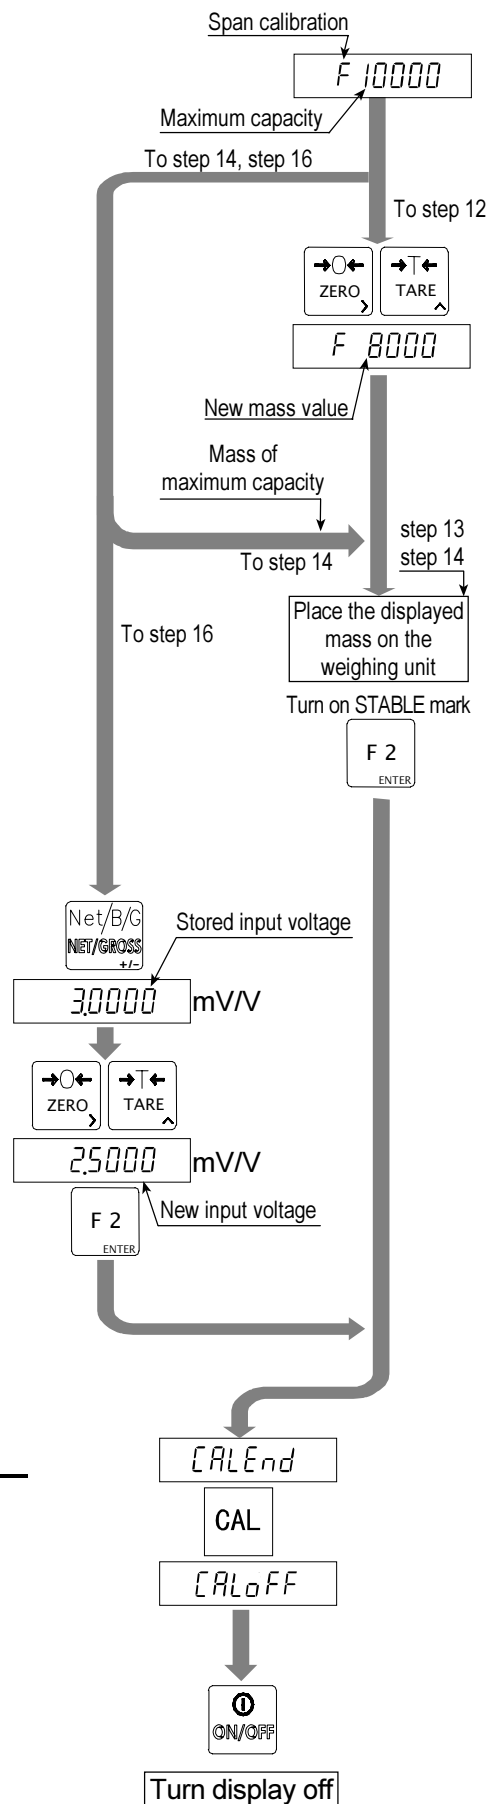 Span calibration
F 10000
Maximum capacity
To step 14, step 16
To step 12
→O←
ZERO
→T←
TARE
F 8000
New mass value
Mass of
maximum capacity
step 13
step 14
To step 14
Place the displayed
mass on the
weighing unit
To step 16
Turn on STABLE mark
F 2
ENTER
Net/B/G
NET/GROSS
+/-
Stored input voltage
3.0000 mV/V
→O←
ZERO
→T←
TARE
2.5000 mV/V
F 2
ENTER
New input voltage
CALEnd
CAL
CALoFF
ON/OFF
Turn display off